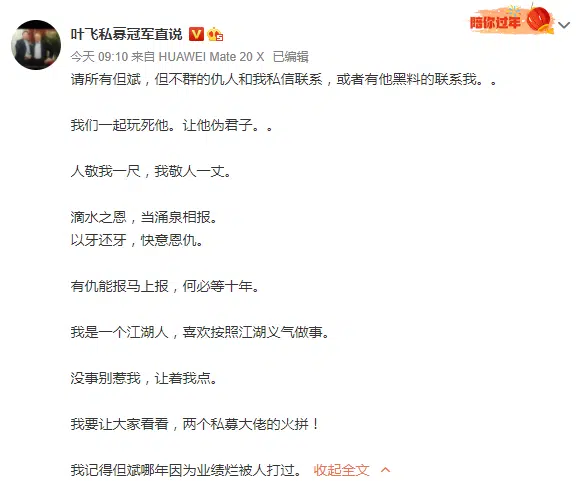 叶飞私募冠军直说
陪你过年
今天 09:10 来自 HUAWEI Mate 20 X 已编辑
请所有但斌，但不群的仇人和我私信联系，或者有他黑料的联系我。。
我们一起玩死他。让他伪君子。。
人敬我一尺，我敬人一丈。
滴水之恩，当涌泉相报。
以牙还牙，快意恩仇。
有仇能报马上报，何必等十年。
我是一个江湖人，喜欢按照江湖义气做事。
没事别惹我，让着我点。
我要让大家看看，两个私募大佬的火拼！
我记得但斌哪年因为业绩烂被人打过。 收起全文